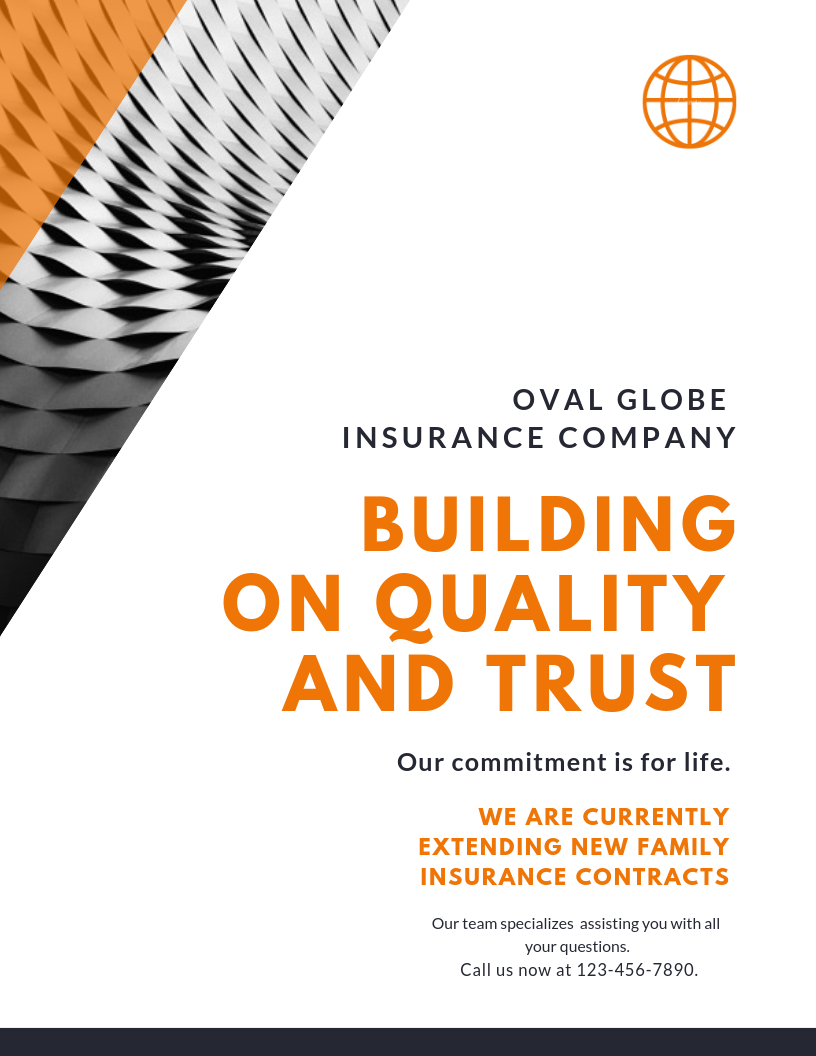 OVAL GLOBE
INSURANCE COMPANY
BUILDING
ON QUALITY
AND TRUST
Our commitment is for life.
WE ARE CURRENTLY
EXTENDING NEW FAMILY
INSURANCE CONTRACTS
Our team specializes assisting you with all
your questions.
Call us now at 123-456-7890.